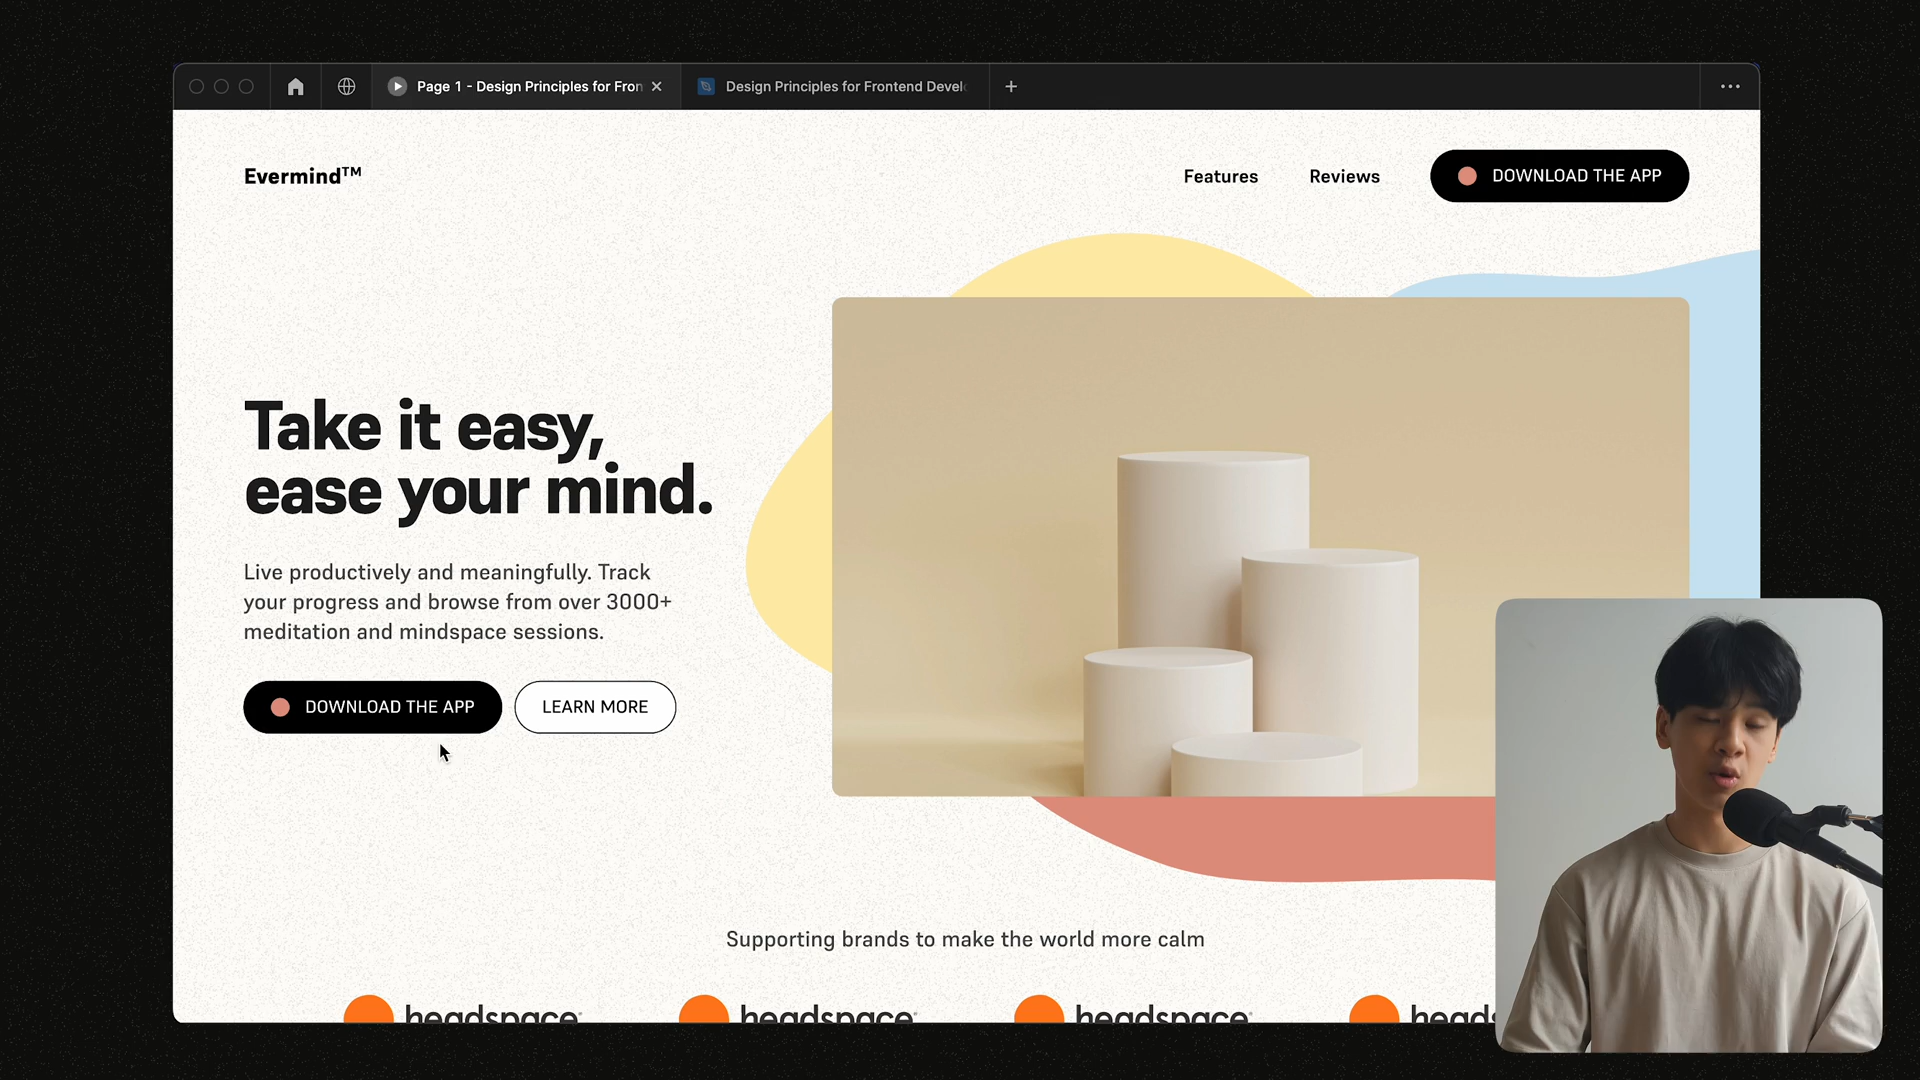 Page 1 - Design Principles for Fron
Design Principles for Frontend Devel
Evermind™
Features
Reviews
DOWNLOAD THE APP
Take it easy,
ease your mind.
Live productively and meaningfully. Track
your progress and browse from over 3000+
meditation and mindspace sessions.
DOWNLOAD THE APP
LEARN MORE
Supporting brands to make the world more calm
headspace
headspace
headspace
heads